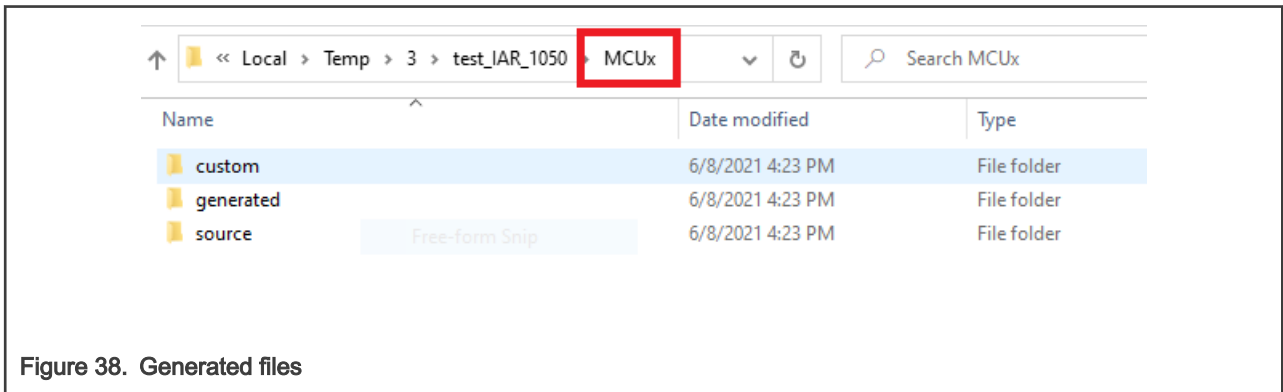 « Local > Temp > 3 > test_IAR_1050 > MCUx Search MCUx
Name Date modified Type
custom 6/8/2021 4:23 PM File folder
generated 6/8/2021 4:23 PM File folder
source Free-form Snip 6/8/2021 4:23 PM File folder
Figure 38. Generated files